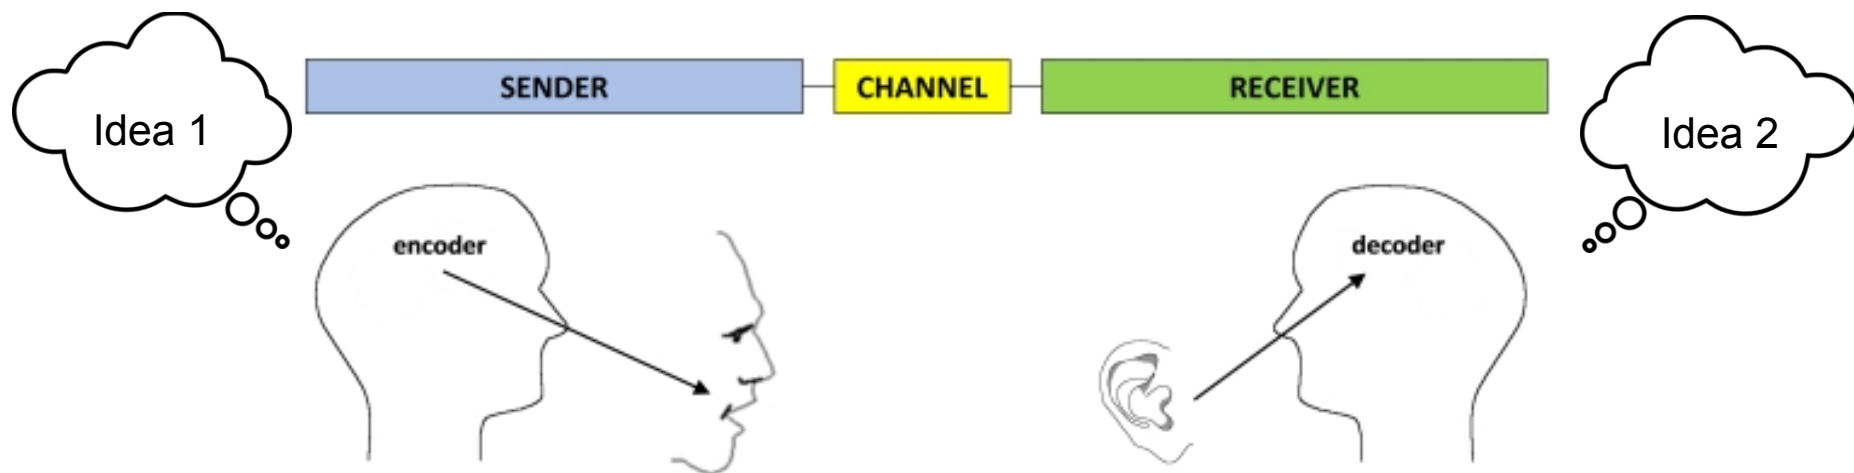 SENDER
CHANNEL
RECEIVER
Idea 1
Idea 2
encoder
decoder